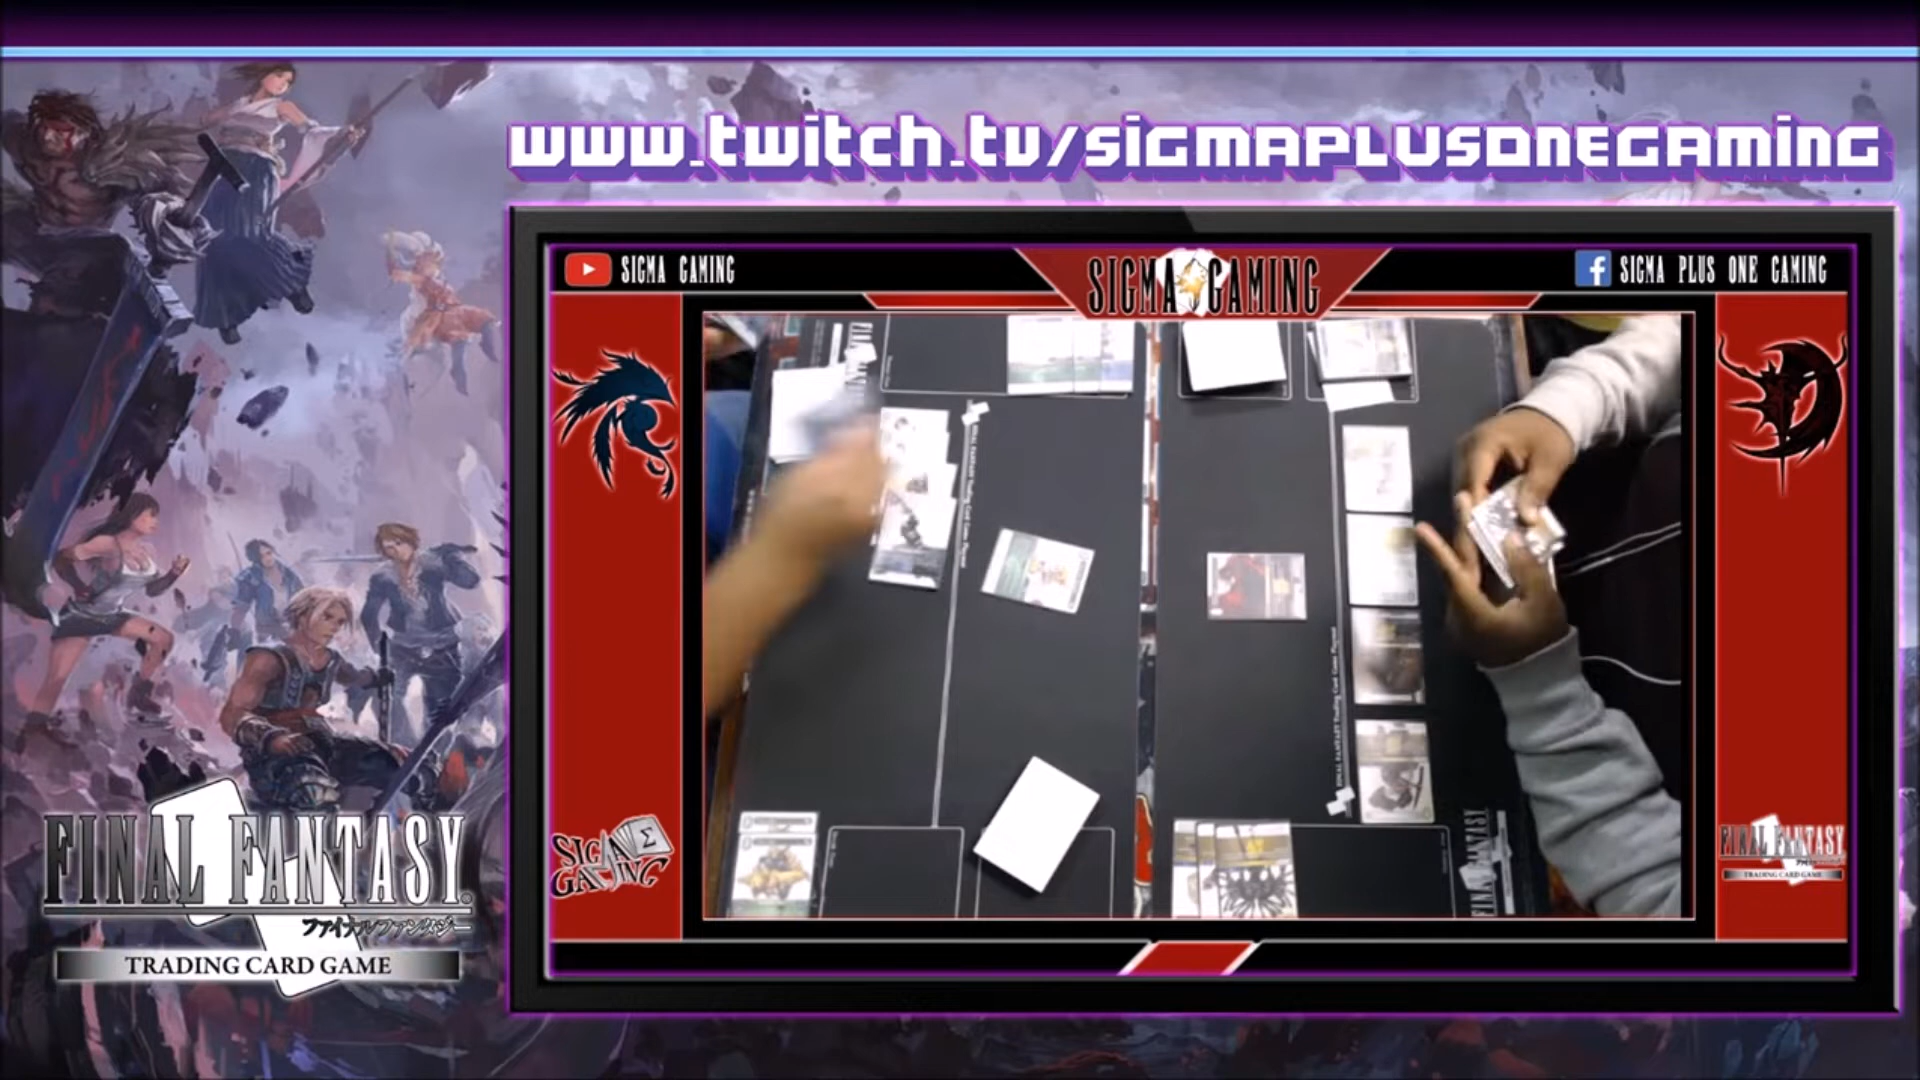 www.twitch.tv/sigmaplusonegaming
SIGMA GAMING
SIGMA GAMING
SIGMA PLUS ONE GAMING
SIGMA GAMING
FINAL FANTASY
TRADING CARD GAME
FINAL FANTASY
ファイナルファンタジー
TRADING CARD GAME